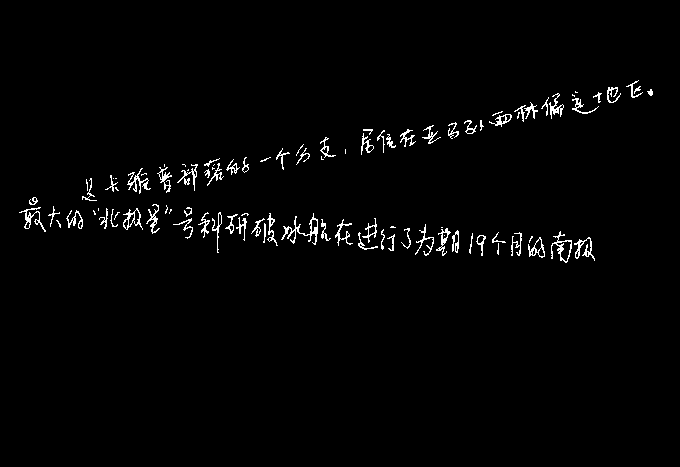 是卡雅普部落的一个分支，居住在亚马孙雨林偏远地区。
最大的“北极星”号科研破冰船在进行了为期19个月的南极